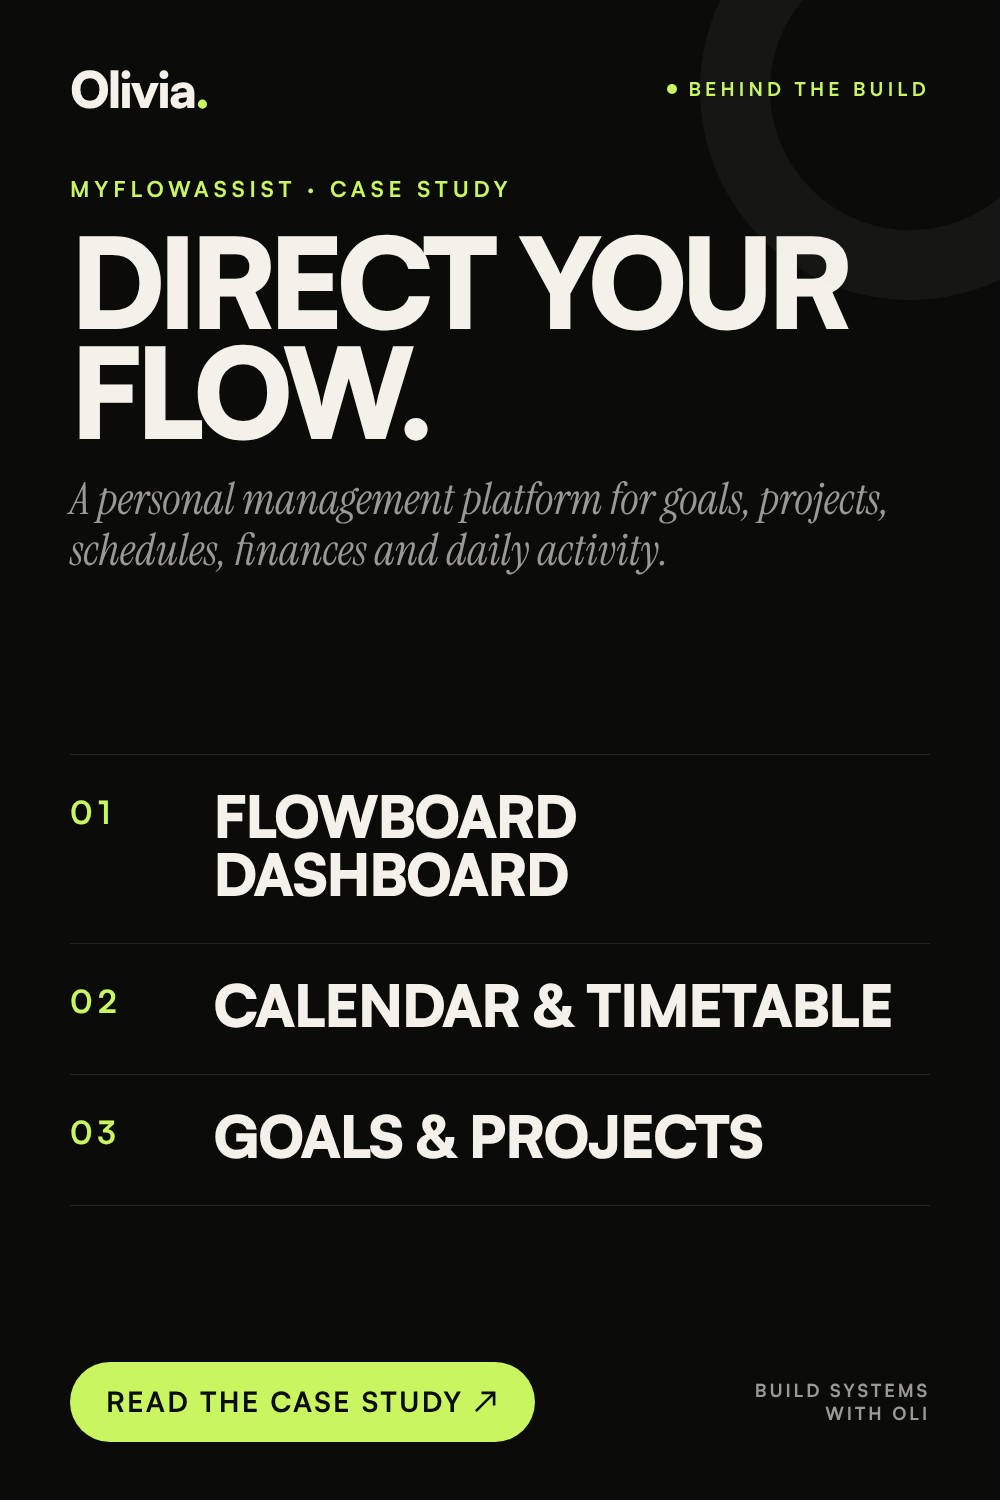 Olivia.
BEHIND THE BUILD
MYFLOWASSIST · CASE STUDY
DIRECT YOUR
FLOW.
A personal management platform for goals, projects,
schedules, finances and daily activity.
01
FLOWBOARD
DASHBOARD
02
CALENDAR & TIMETABLE
03
GOALS & PROJECTS
READ THE CASE STUDY ↗
BUILD SYSTEMS
WITH OLI